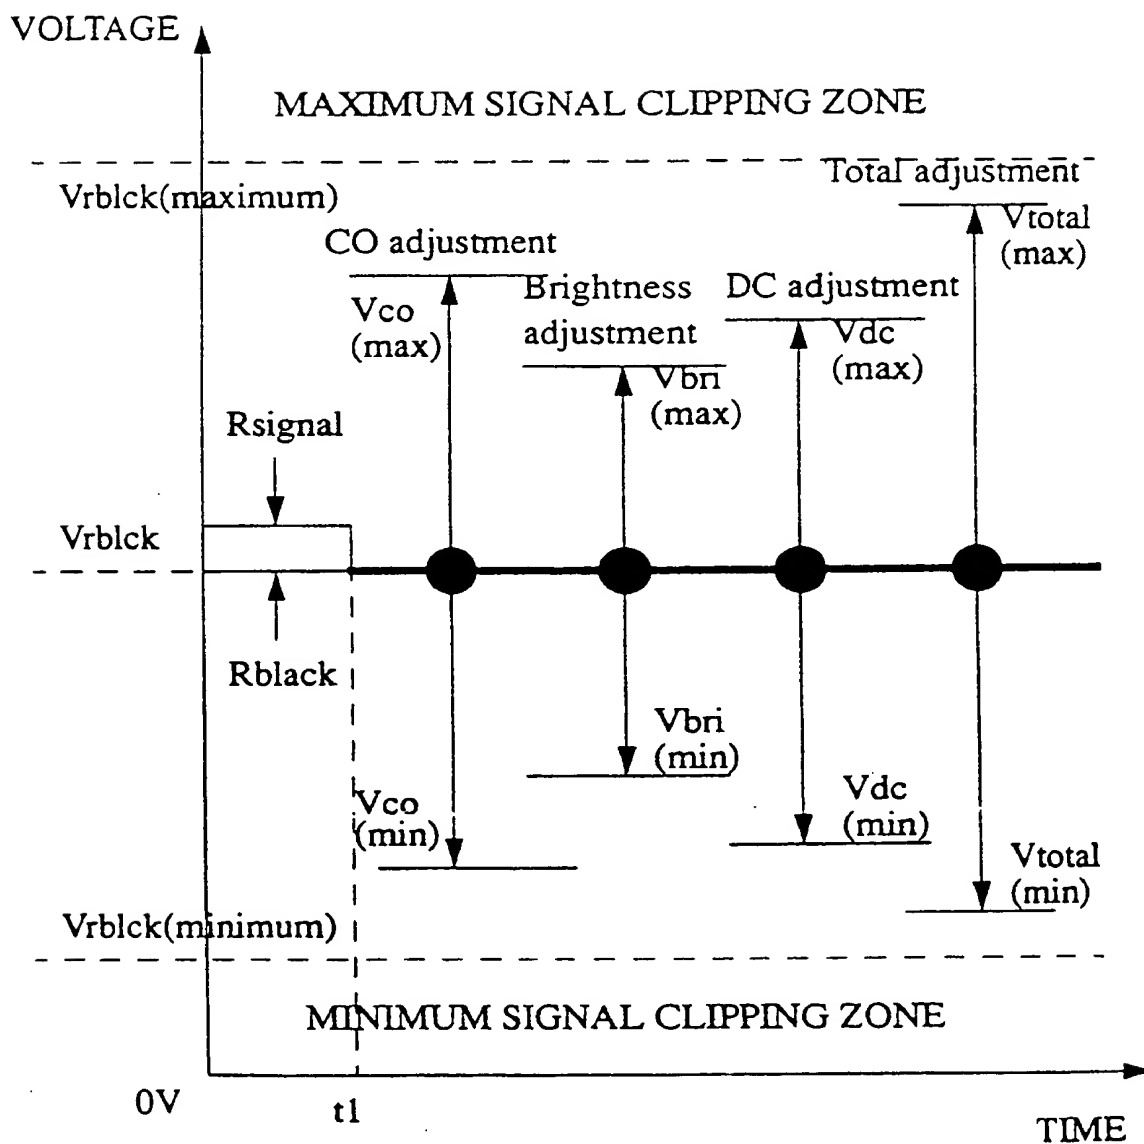 VOLTAGE
MAXIMUM SIGNAL CLIPPING ZONE
Total adjustment
Vrblck(maximum)
Vtotal
(max)
CO adjustment
Brightness
adjustment
DC adjustment
Vco
(max)
Vdc
(max)
Vbri
(max)
Rsignal
Vrblck
Rblack
Vbri
(min)
Vco
(min)
Vdc
(min)
Vtotal
(min)
Vrblck(minimum)
MINIMUM SIGNAL CLIPPING ZONE
0V
t1
TIME